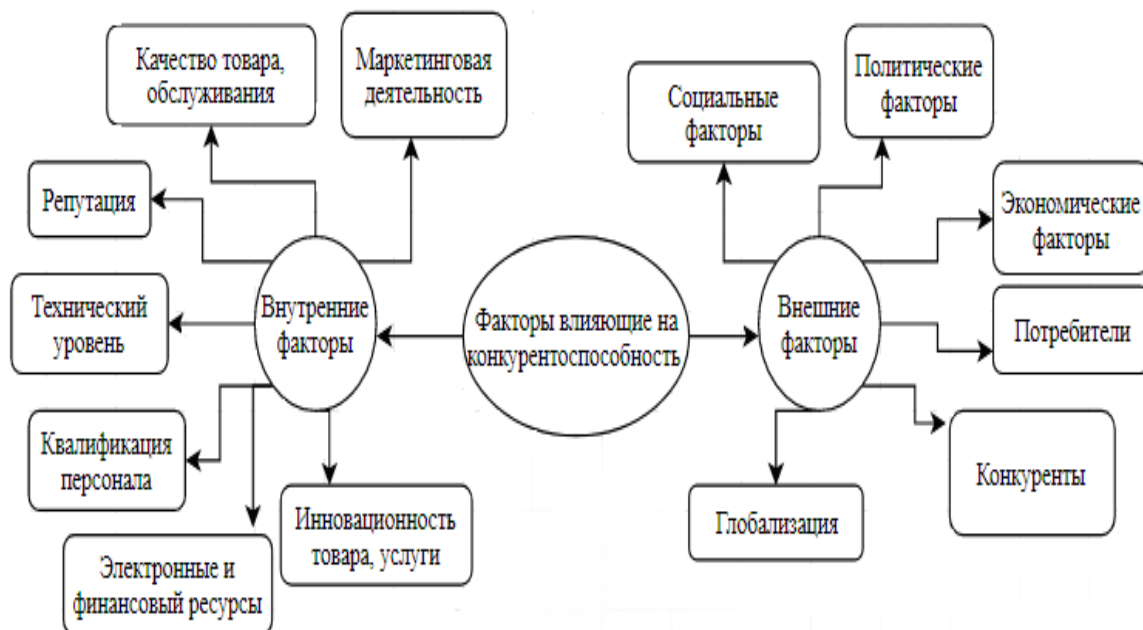 Качество товара,
обслуживания
Маркетинговая
деятельность
Социальные
факторы
Политические
факторы
Репутация
Экономические
факторы
Технический
уровень
Внутренние
факторы
Факторы влияющие на
конкурентоспособность
Внешние
факторы
Потребители
Квалификация
персонала
Конкуренты
Инновационность
товара, услуги
Глобализация
Электронные и
финансовый ресурсы